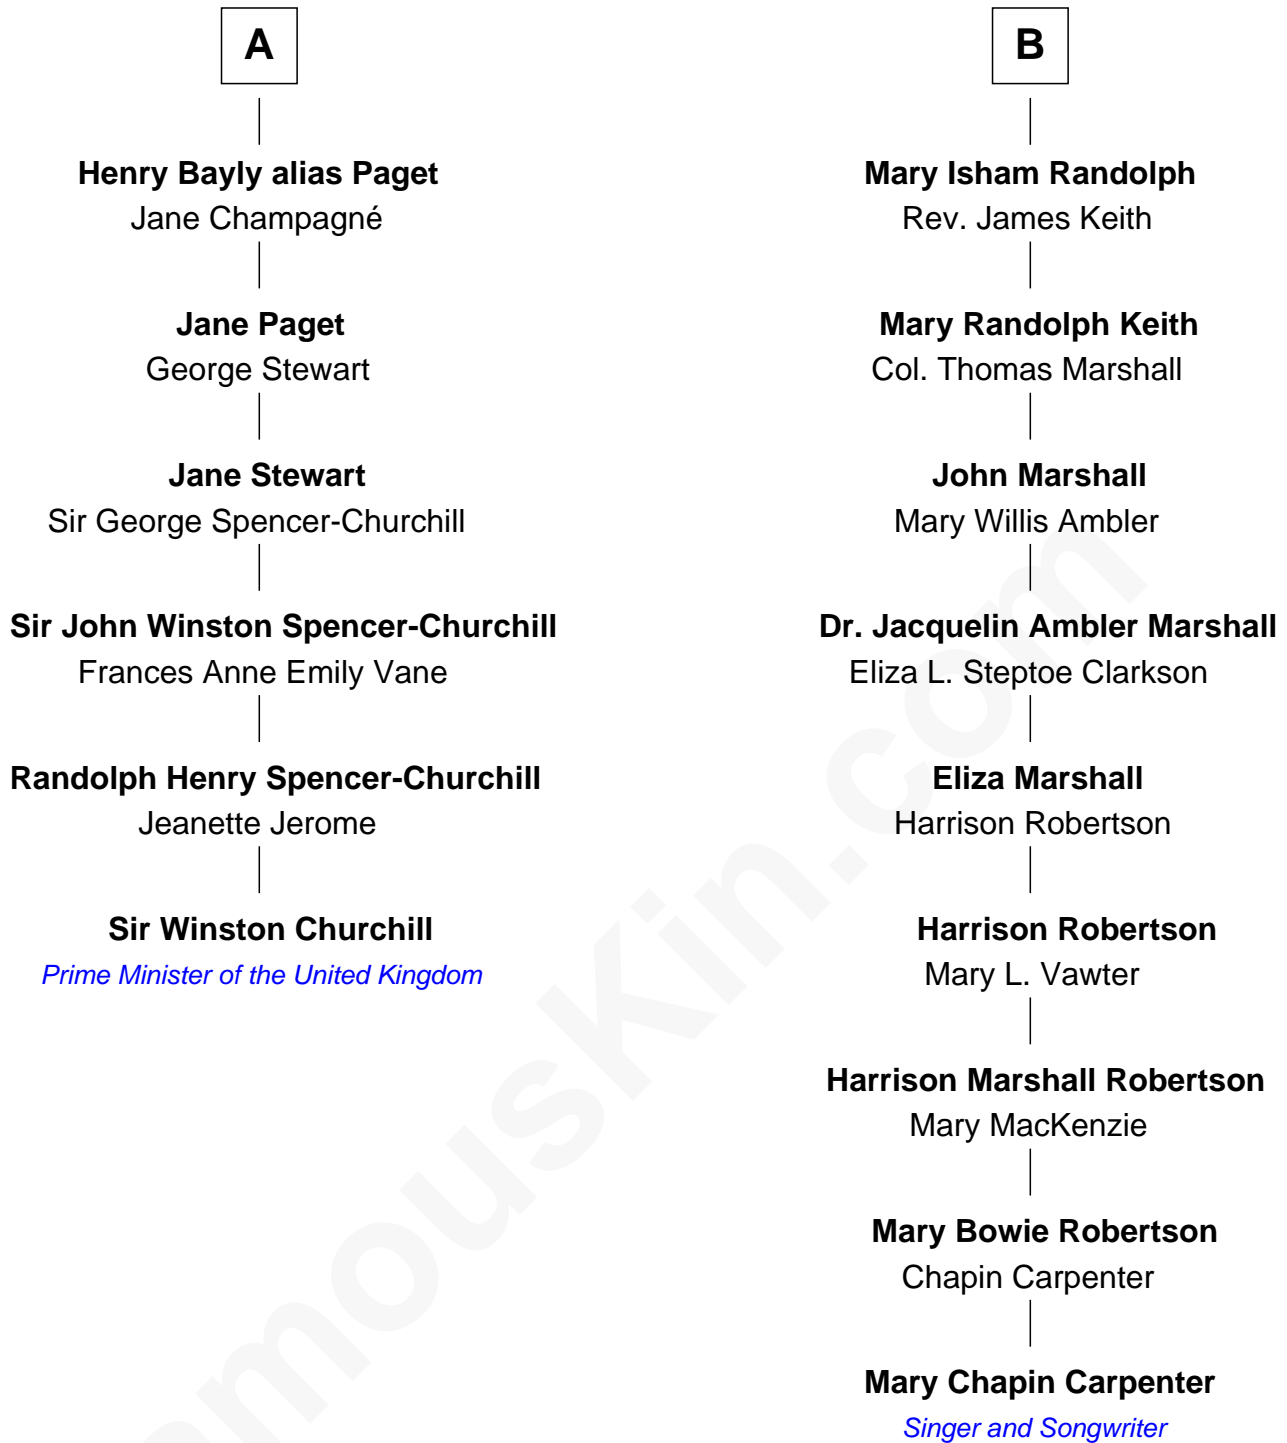 A
Henry Bayly alias Paget
Jane Champagné
Jane Paget
George Stewart
Jane Stewart
Sir George Spencer-Churchill
Sir John Winston Spencer-Churchill
Frances Anne Emily Vane
Randolph Henry Spencer-Churchill
Jeanette Jerome
Sir Winston Churchill
Prime Minister of the United Kingdom
B
Mary Isham Randolph
Rev. James Keith
Mary Randolph Keith
Col. Thomas Marshall
John Marshall
Mary Willis Ambler
Dr. Jacquelin Ambler Marshall
Eliza L. Steptoe Clarkson
Eliza Marshall
Harrison Robertson
Harrison Robertson
Mary L. Vawter
Harrison Marshall Robertson
Mary MacKenzie
Mary Bowie Robertson
Chapin Carpenter
Mary Chapin Carpenter
Singer and Songwriter
amousKin.com